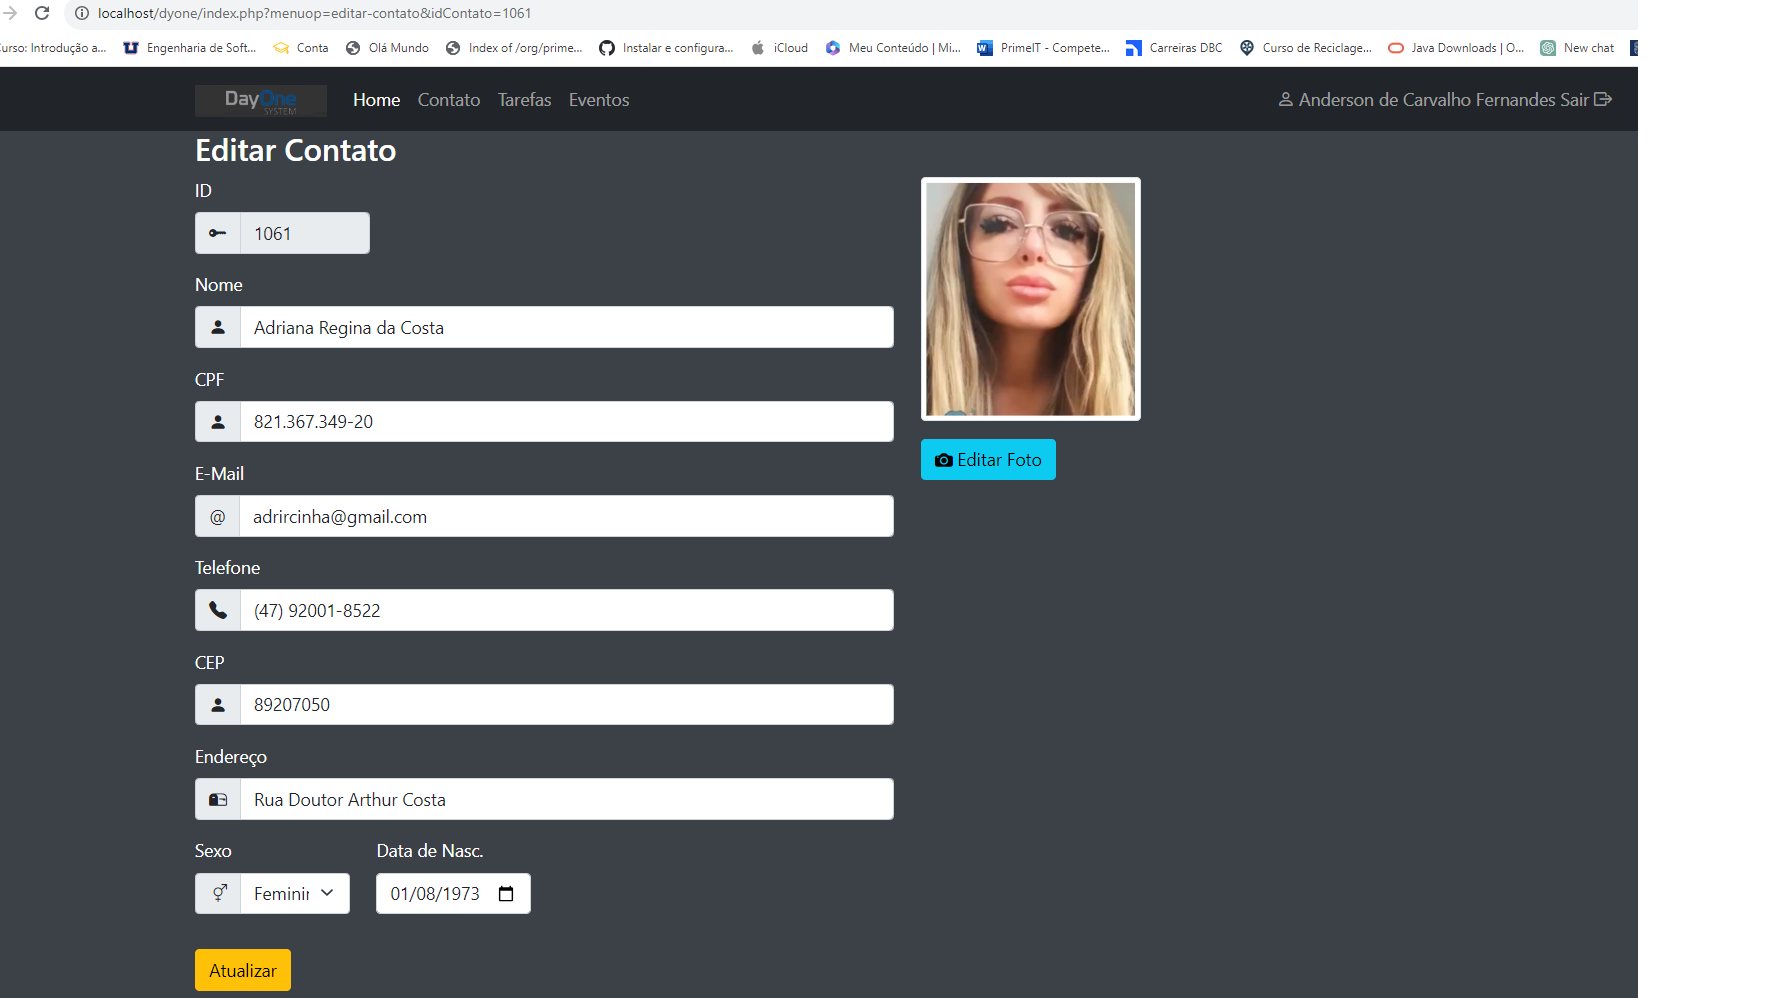 localhost/dyone/index.php?menuop=editar-contato&idContato=1061
urso: Introdução a... Engenharia de Soft... Conta Olá Mundo Index of /org/prime... Instalar e configura... iCloud Meu Conteúdo | Mi... PrimeIT - Compete... Carreiras DBC Curso de Reciclage... Java Downloads | O... New chat
DayOne SYSTEM Home Contato Tarefas Eventos Anderson de Carvalho Fernandes Sair
Editar Contato
ID
1061
Nome
Adriana Regina da Costa
CPF
821.367.349-20
E-Mail
@ adrircinha@gmail.com
Telefone
(47) 92001-8522
CEP
89207050
Endereço
Rua Doutor Arthur Costa
Sexo Data de Nasc.
Feminir 01/08/1973
Atualizar
Editar Foto